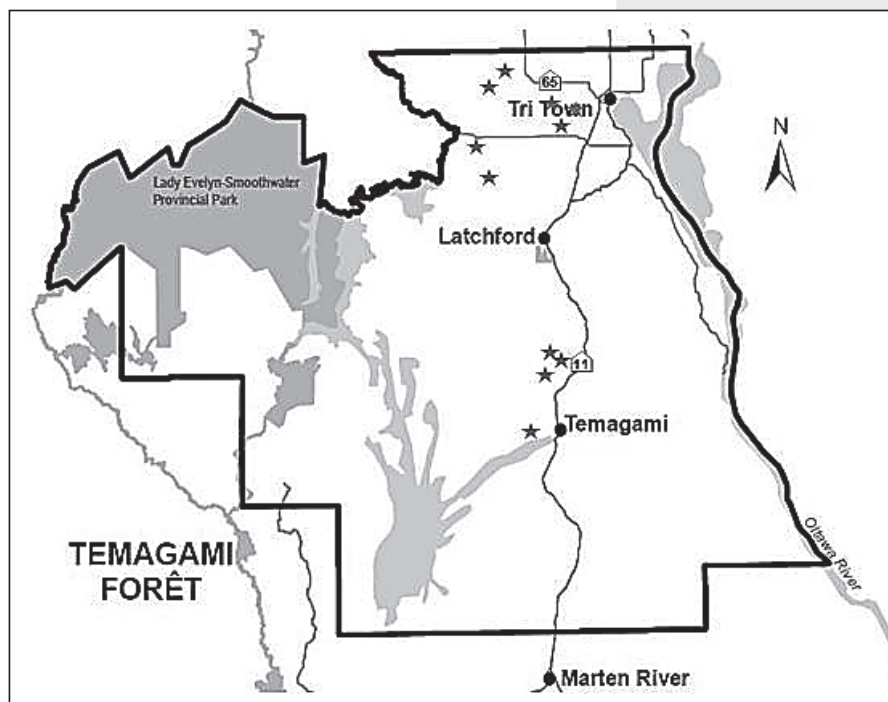 65
Tri Town
N
Lady Evelyn-Smoothwater
Provincial Park
Latchford
11
Temagami
TEMAGAMI
FORÊT
Ottawa River
Marten River